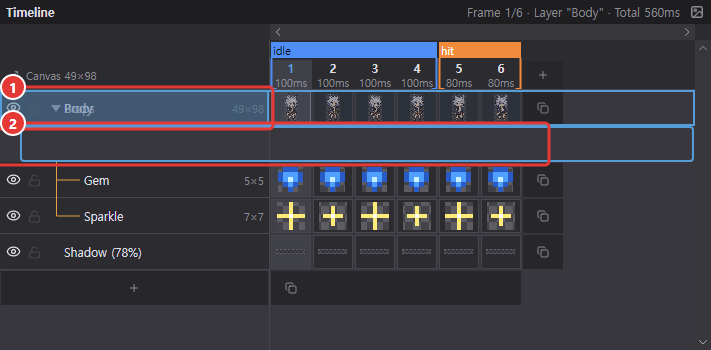 Timeline
Frame 1/6 · Layer "Body" · Total 560ms
idle
hit
1 2 3 4 5 6
Canvas 49×98
100ms 100ms 100ms 100ms 80ms 80ms
1
Body 49×98
2
Gem 5×5
Sparkle 7×7
Shadow (78%)